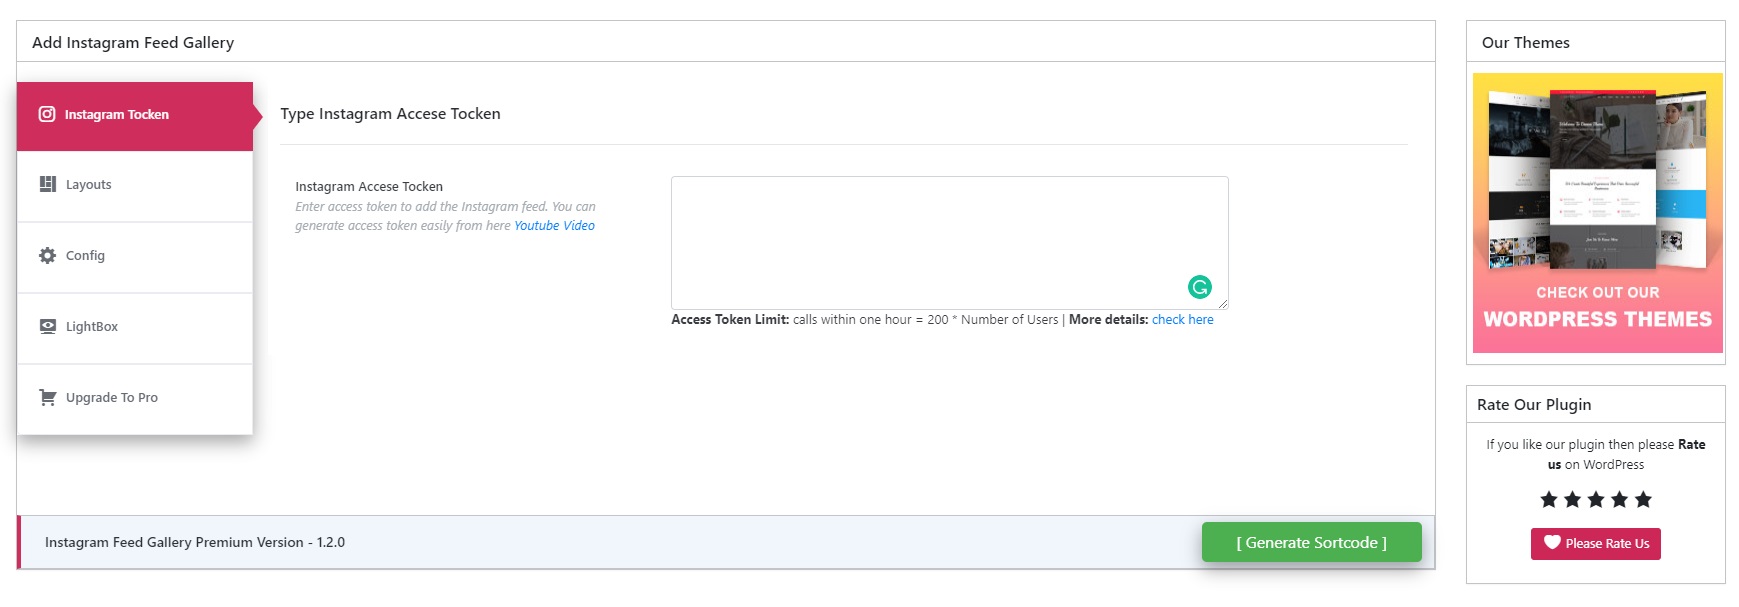 Add Instagram Feed Gallery
Instagram Tocken
Layouts
Config
LightBox
Upgrade To Pro
Type Instagram Accese Tocken
Instagram Accese Tocken
Enter access token to add the Instagram feed. You can
generate access token easily from here Youtube Video
Access Token Limit: calls within one hour = 200 * Number of Users | More details: check here
Instagram Feed Gallery Premium Version - 1.2.0
[ Generate Sortcode ]
Our Themes
CHECK OUT OUR
WORDPRESS THEMES
Rate Our Plugin
If you like our plugin then please Rate
us on WordPress
Please Rate Us